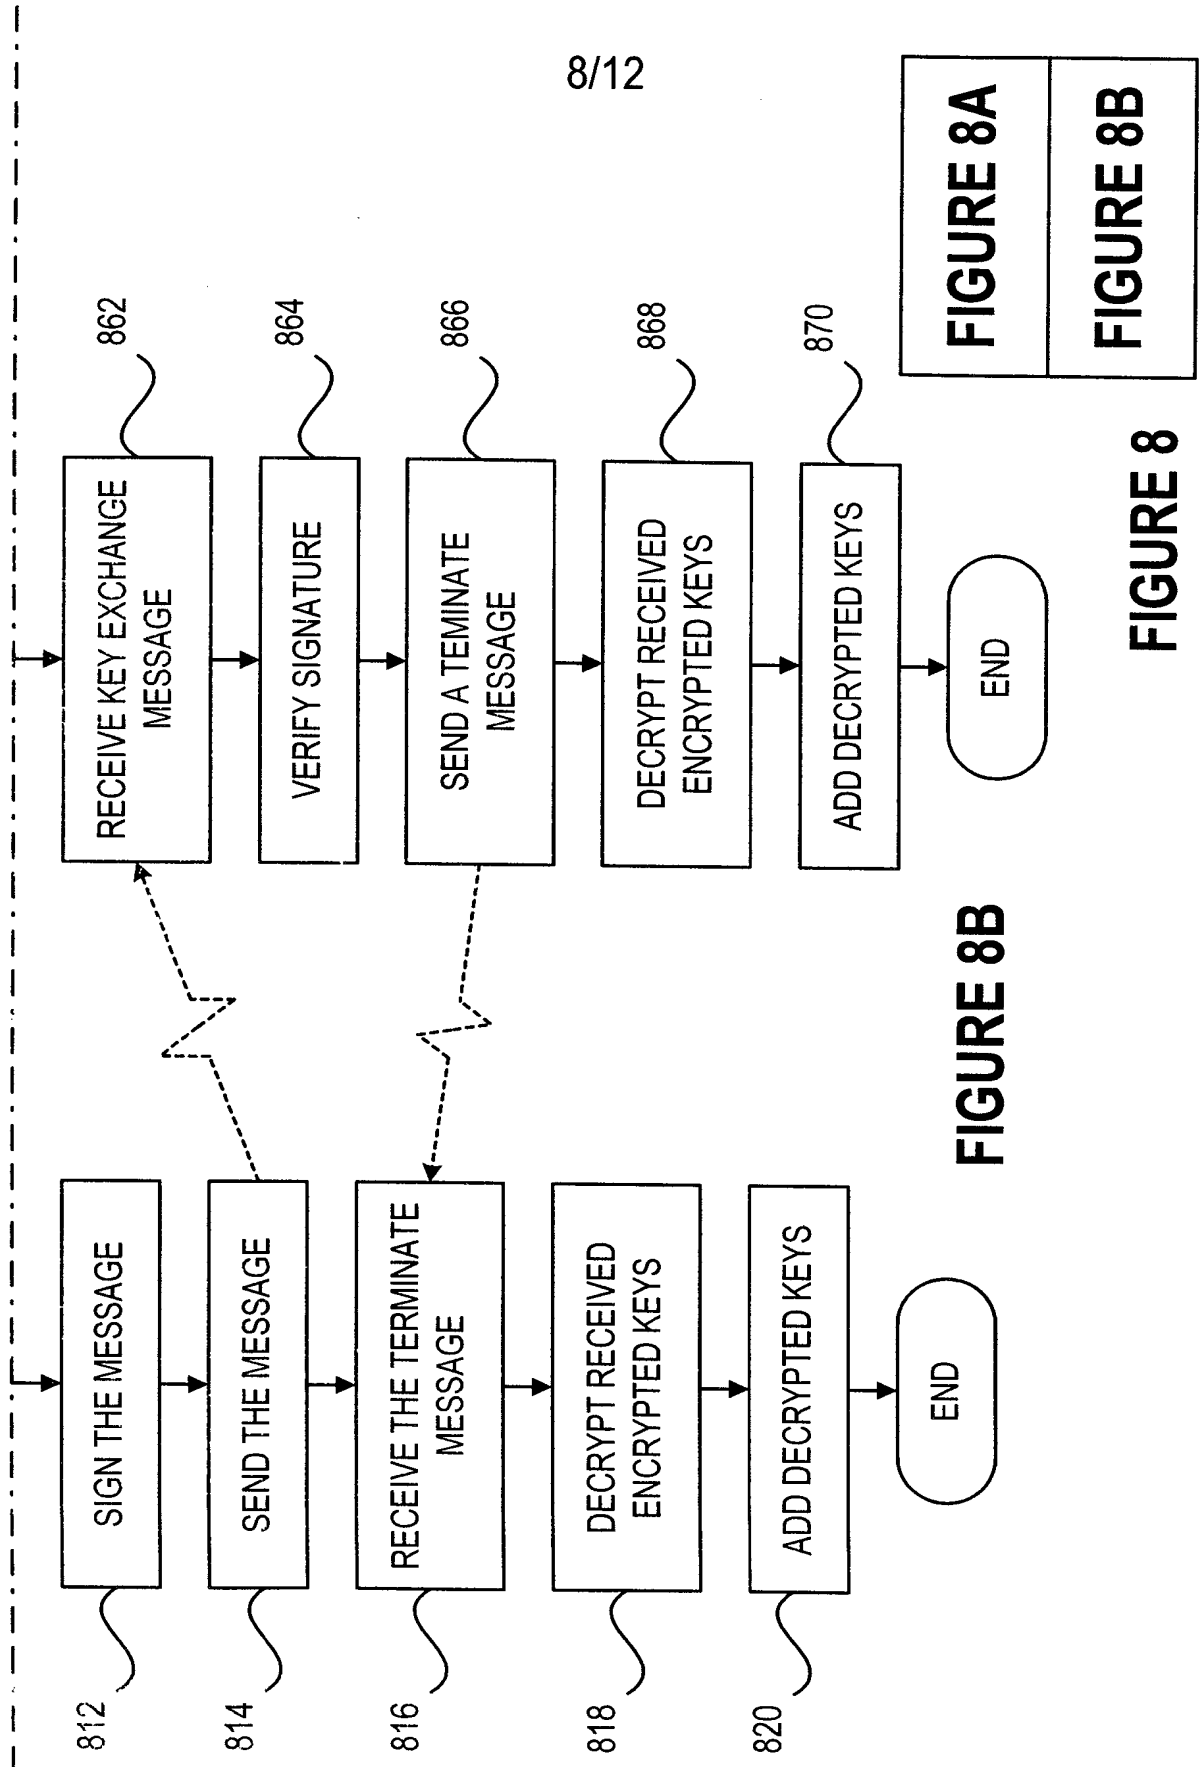 8/12
812
SIGN THE MESSAGE
814
SEND THE MESSAGE
816
RECEIVE THE TERMINATE
MESSAGE
818
DECRYPT RECEIVED
ENCRYPTED KEYS
820
ADD DECRYPTED KEYS
END
862
RECEIVE KEY EXCHANGE
MESSAGE
864
VERIFY SIGNATURE
866
SEND A TEMINATE
MESSAGE
868
DECRYPT RECEIVED
ENCRYPTED KEYS
870
ADD DECRYPTED KEYS
END
FIGURE 8B
FIGURE 8A
FIGURE 8B
FIGURE 8